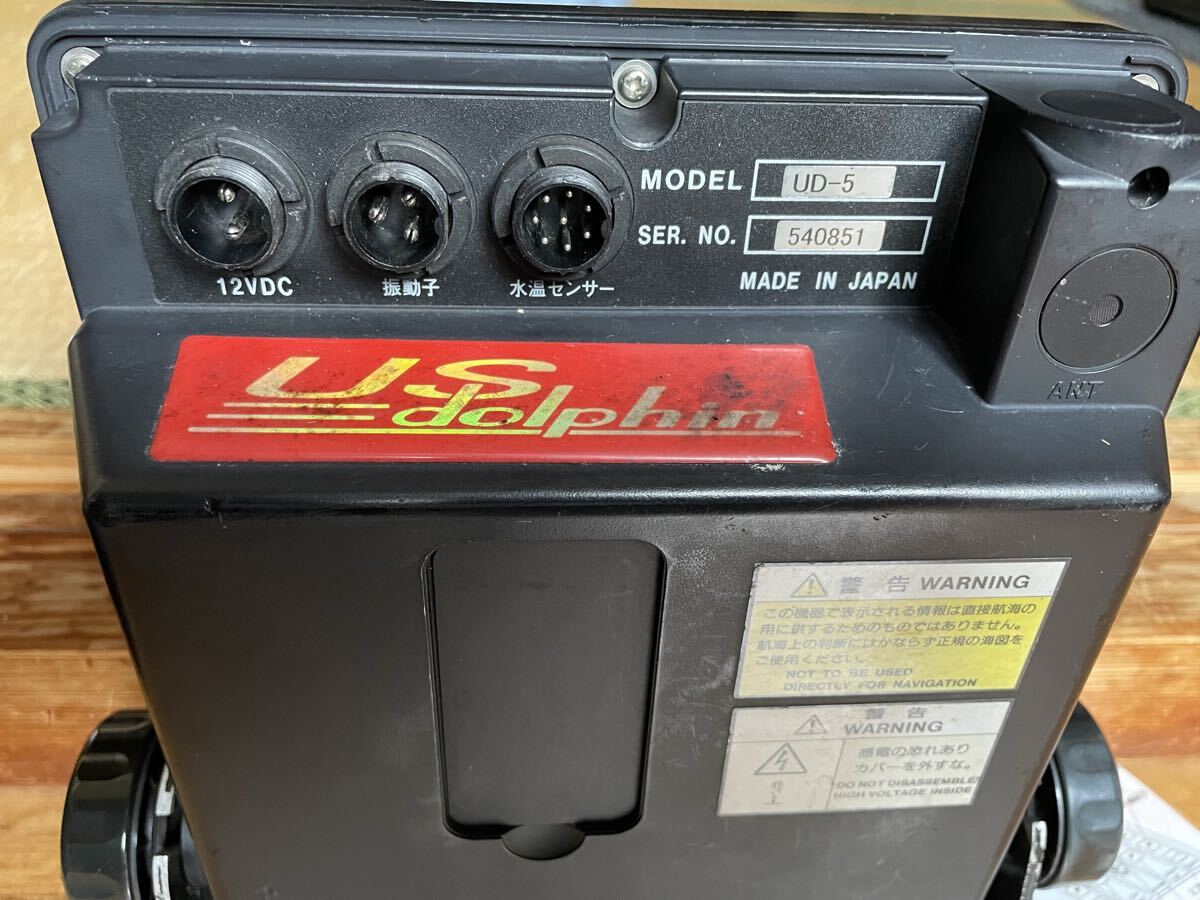 MODEL UD-5
SER. NO. 540851
MADE IN JAPAN
12VDC
振動子
水温センサー
US
dolphin
ANT
警 告 WARNING
この機器で表示される情報は直接航海の
用に供するためのものではありません。
航海上の判断にはかならず正規の海図を
ご使用ください。
NOT TO BE USED
DIRECTLY FOR NAVIGATION
警 告
WARNING
感電の恐れあり
カバーを外すな。
DO NOT DISASSEMBLE!
HIGH VOLTAGE INSIDE